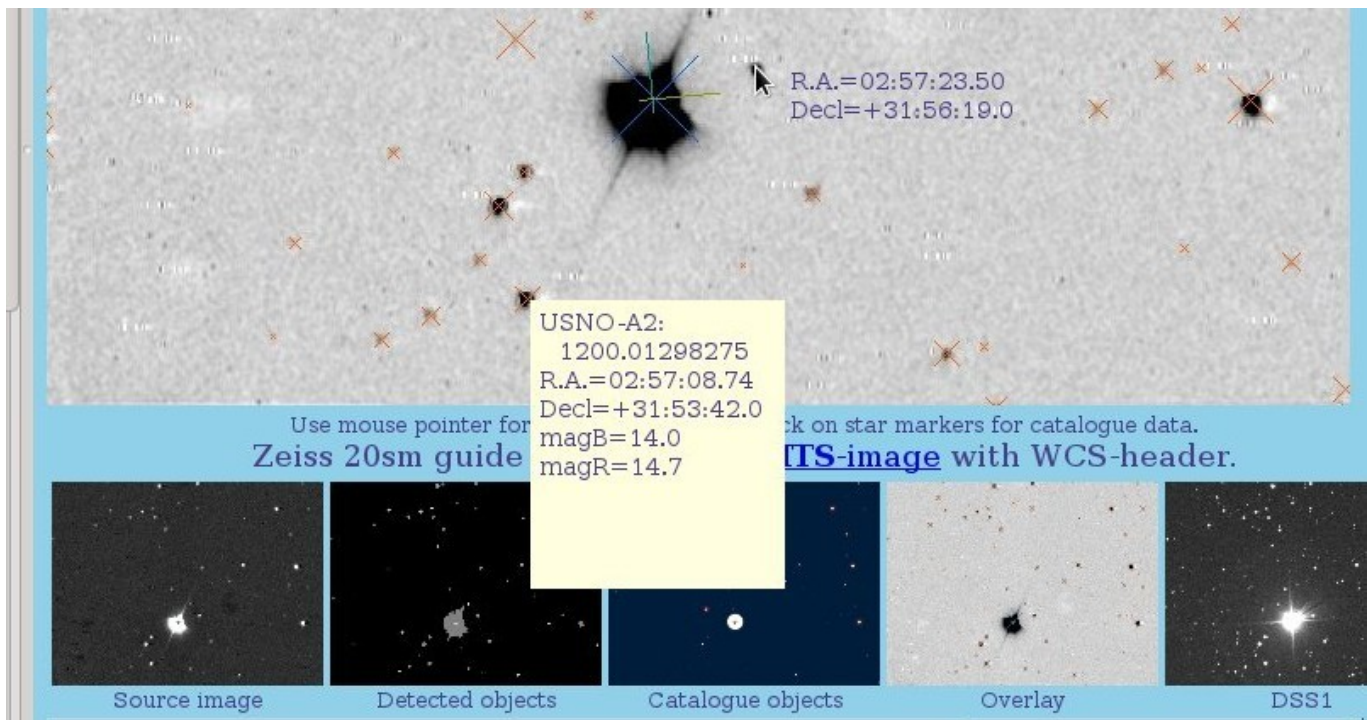 R.A.=02:57:23.50
Decl=+31:56:19.0
USNO-A2:
1200.01298275
R.A.=02:57:08.74
Decl=+31:53:42.0
magB=14.0
magR=14.7
Use mouse pointer for ck on star markers for catalogue data.
Zeiss 20sm guide ITS-image with WCS-header.
Source image
Detected objects
Catalogue objects
Overlay
DSS1